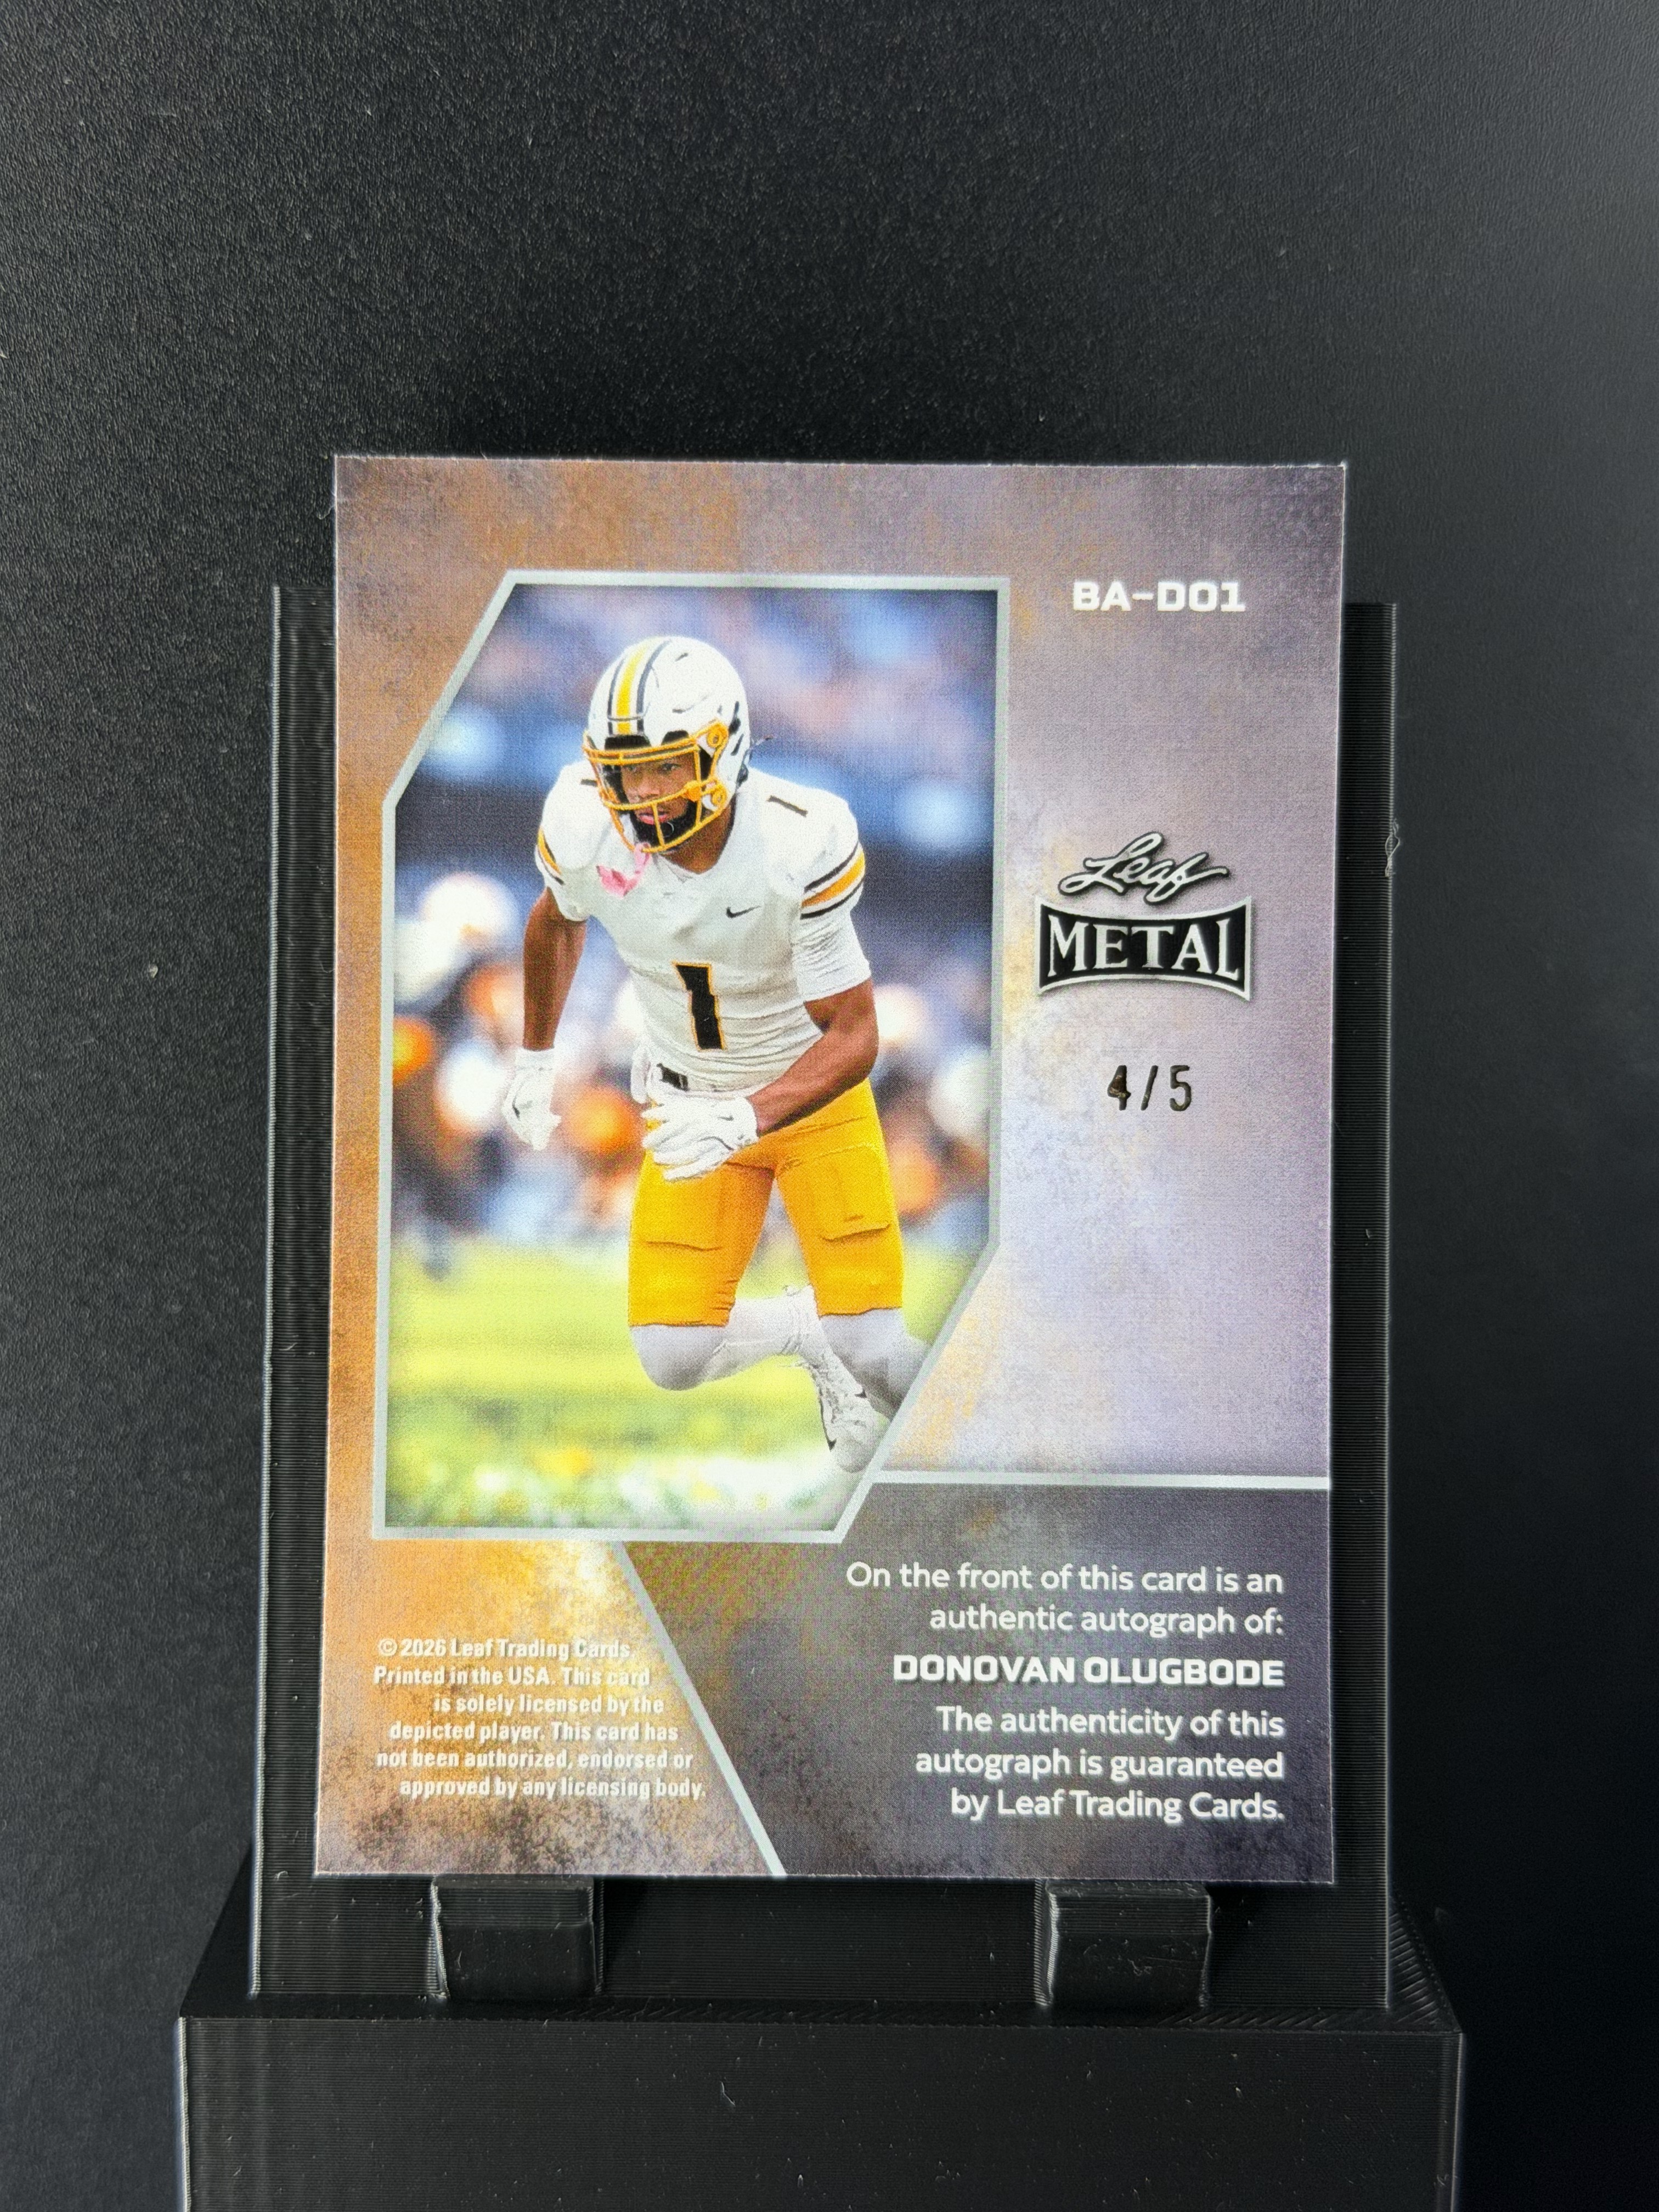 BA-DO1
1
1
Leaf
METAL
4/5
On the front of this card is an
authentic autograph of:
DONOVAN OLUGBODE
The authenticity of this
autograph is guaranteed
by Leaf Trading Cards.
© 2026 Leaf Trading Cards.
Printed in the USA. This card
is solely licensed by the
depicted player. This card has
not been authorized, endorsed or
approved by any licensing body.